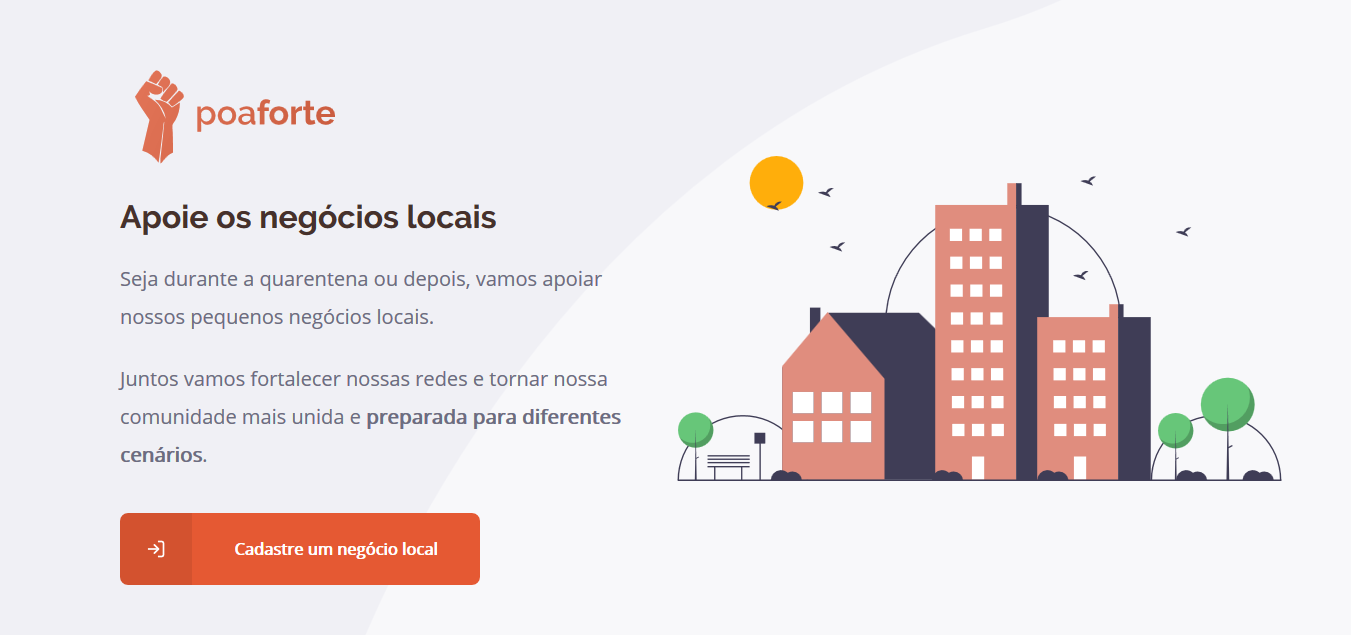 poaforte
Apoie os negócios locais
Seja durante a quarentena ou depois, vamos apoiar
nossos pequenos negócios locais.
Juntos vamos fortalecer nossas redes e tornar nossa
comunidade mais unida e preparada para diferentes
cenários.
Cadastre um negócio local